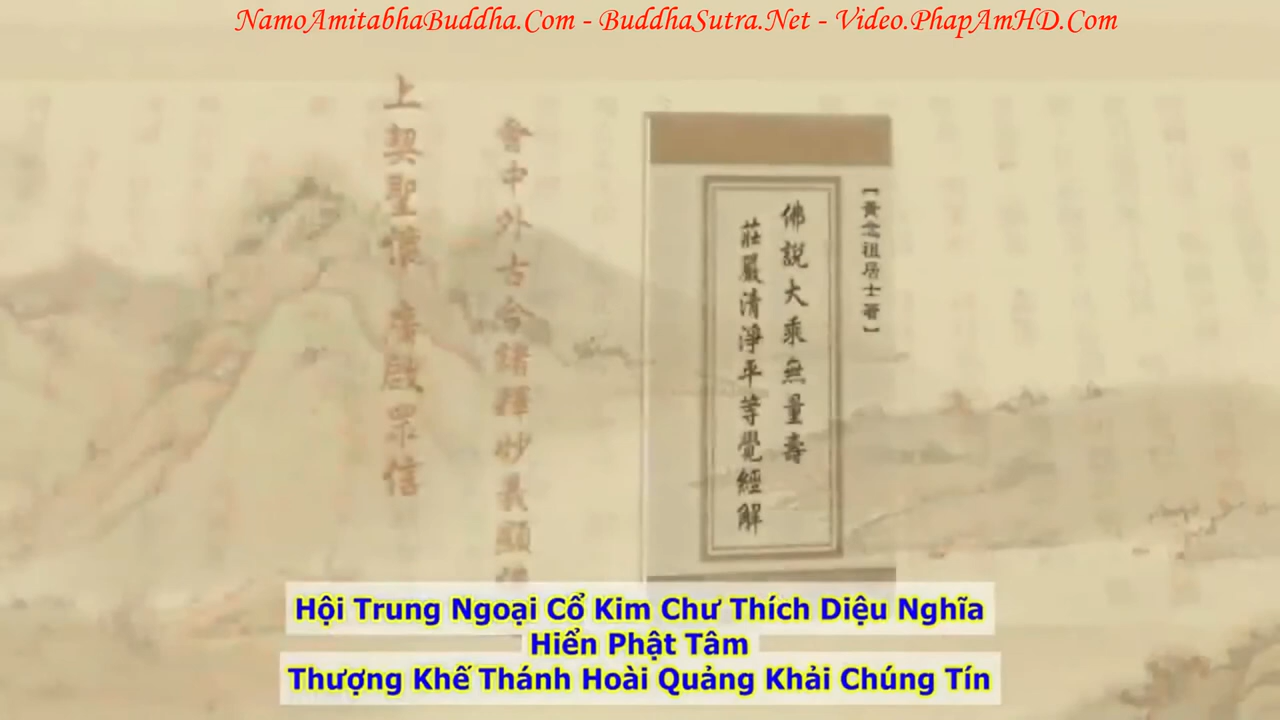 NamoAmitabhaBuddha.Com - BuddhaSutra.Net - Video.PhapAmHD.Com
【黃念祖居士著】
佛說大乘無量壽
莊嚴清淨平等覺經解
會中外古今諸釋妙義顯佛
上契聖懷 廣啟眾信
Hội Trung Ngoại Cổ Kim Chư Thích Diệu Nghĩa
Hiển Phật Tâm
Thượng Khế Thánh Hoài Quảng Khải Chúng Tín